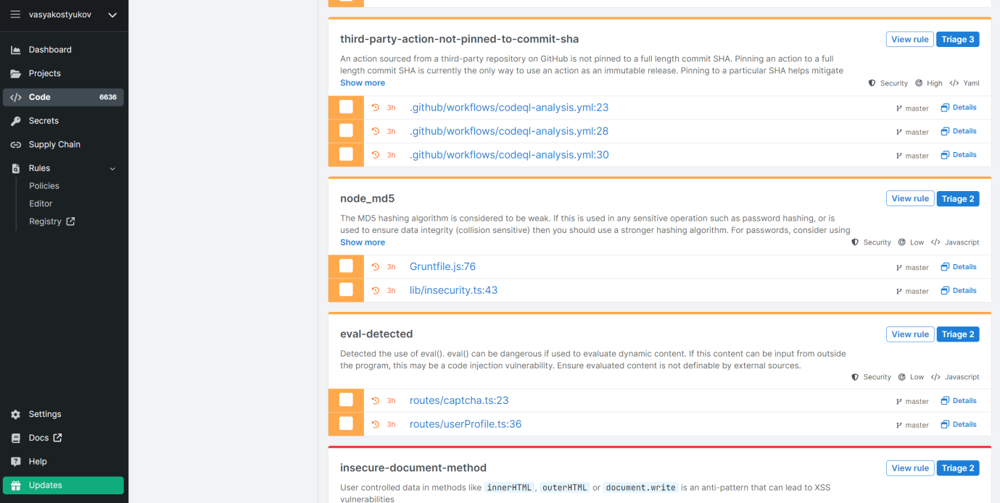 vasyakostyukov
Dashboard
Projects
Code 6636
Secrets
Supply Chain
Rules
Policies
Editor
Registry
Settings
Docs
Help
Updates
third-party-action-not-pinned-to-commit-sha View rule Triage 3
An action sourced from a third-party repository on GitHub is not pinned to a full length commit SHA. Pinning an action to a full
length commit SHA is currently the only way to use an action as an immutable release. Pinning to a particular SHA helps mitigate
Show more Security High </> Yaml
3h .github/workflows/codeql-analysis.yml:23 master Details
3h .github/workflows/codeql-analysis.yml:28 master Details
3h .github/workflows/codeql-analysis.yml:30 master Details
node_md5 View rule Triage 2
The MD5 hashing algorithm is considered to be weak. If this is used in any sensitive operation such as password hashing, or is
used to ensure data integrity (collision sensitive) then you should use a stronger hashing algorithm. For passwords, consider using
Show more Security Low </> Javascript
3h Gruntfile.js:76 master Details
3h lib/insecurity.ts:43 master Details
eval-detected View rule Triage 2
Detected the use of eval(). eval() can be dangerous if used to evaluate dynamic content. If this content can be input from outside
the program, this may be a code injection vulnerability. Ensure evaluated content is not definable by external sources.
Security Low </> Javascript
3h routes/captcha.ts:23 master Details
3h routes/userProfile.ts:36 master Details
insecure-document-method View rule Triage 2
User controlled data in methods like innerHTML, outerHTML or document.write is an anti-pattern that can lead to XSS
vulnerabilities